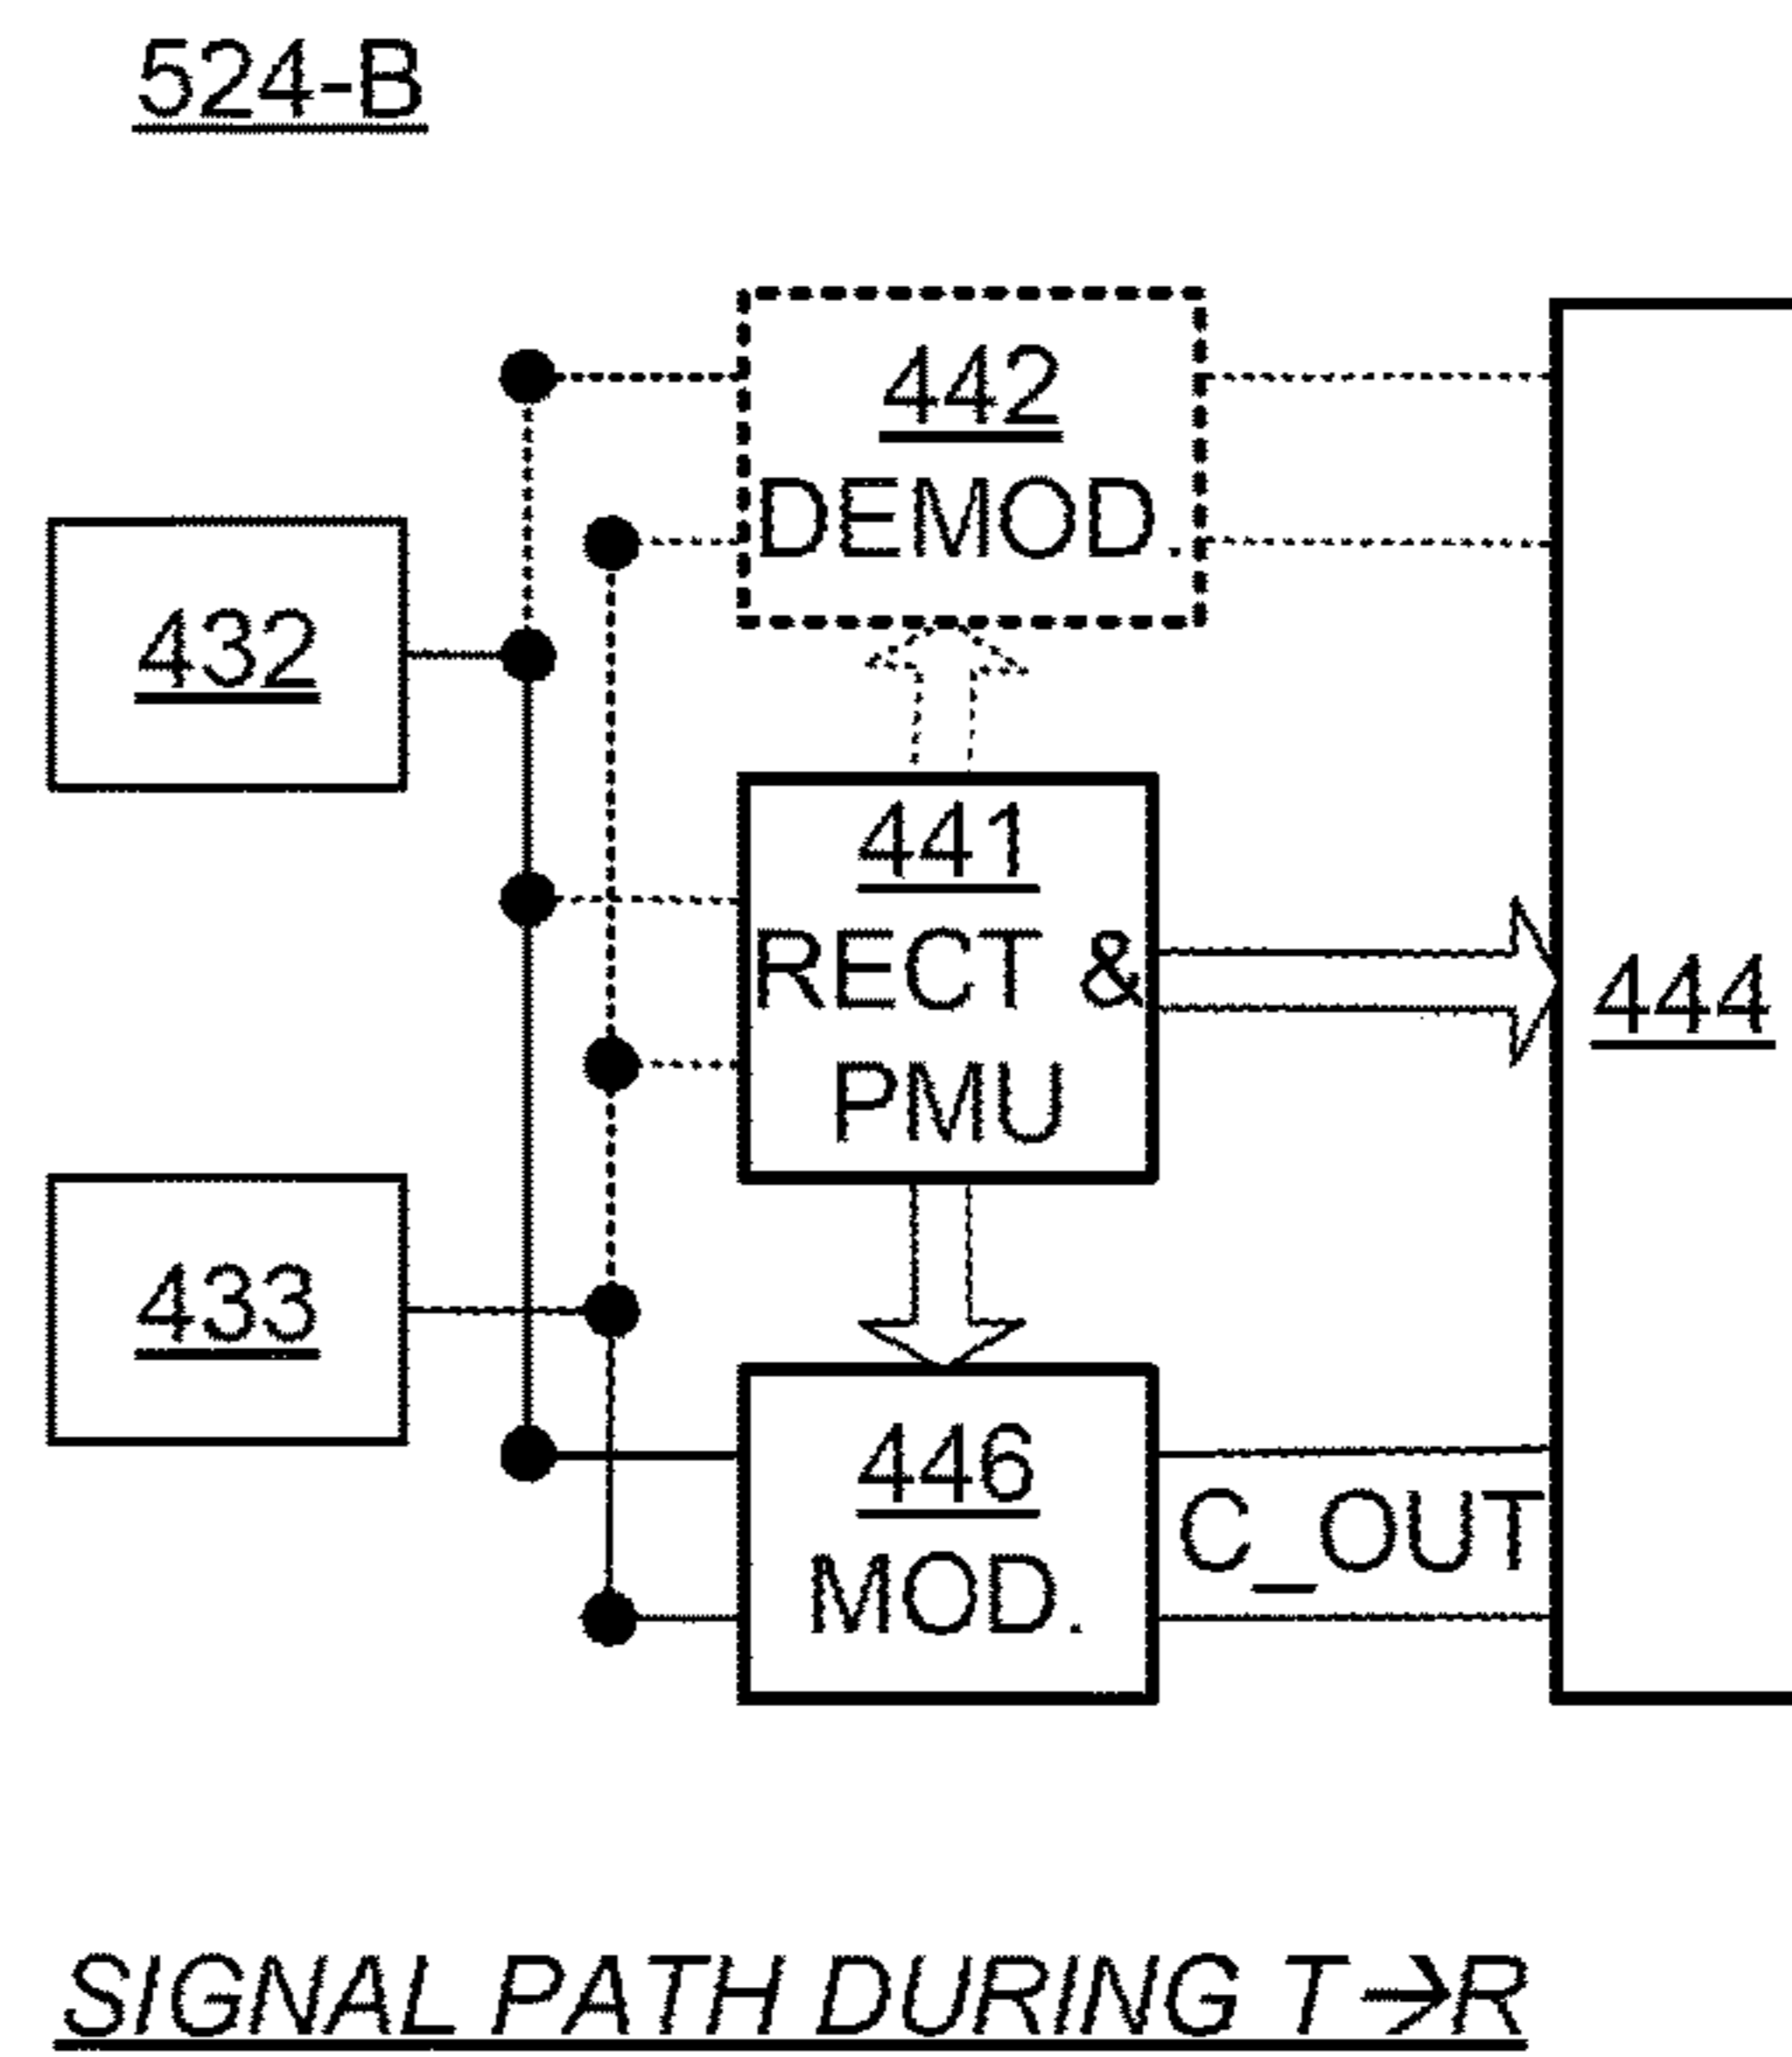 524-B
442
DEMOD.
432
441
RECT &
PMU
444
433
446
MOD.
C_OUT
SIGNAL PATH DURING T→R